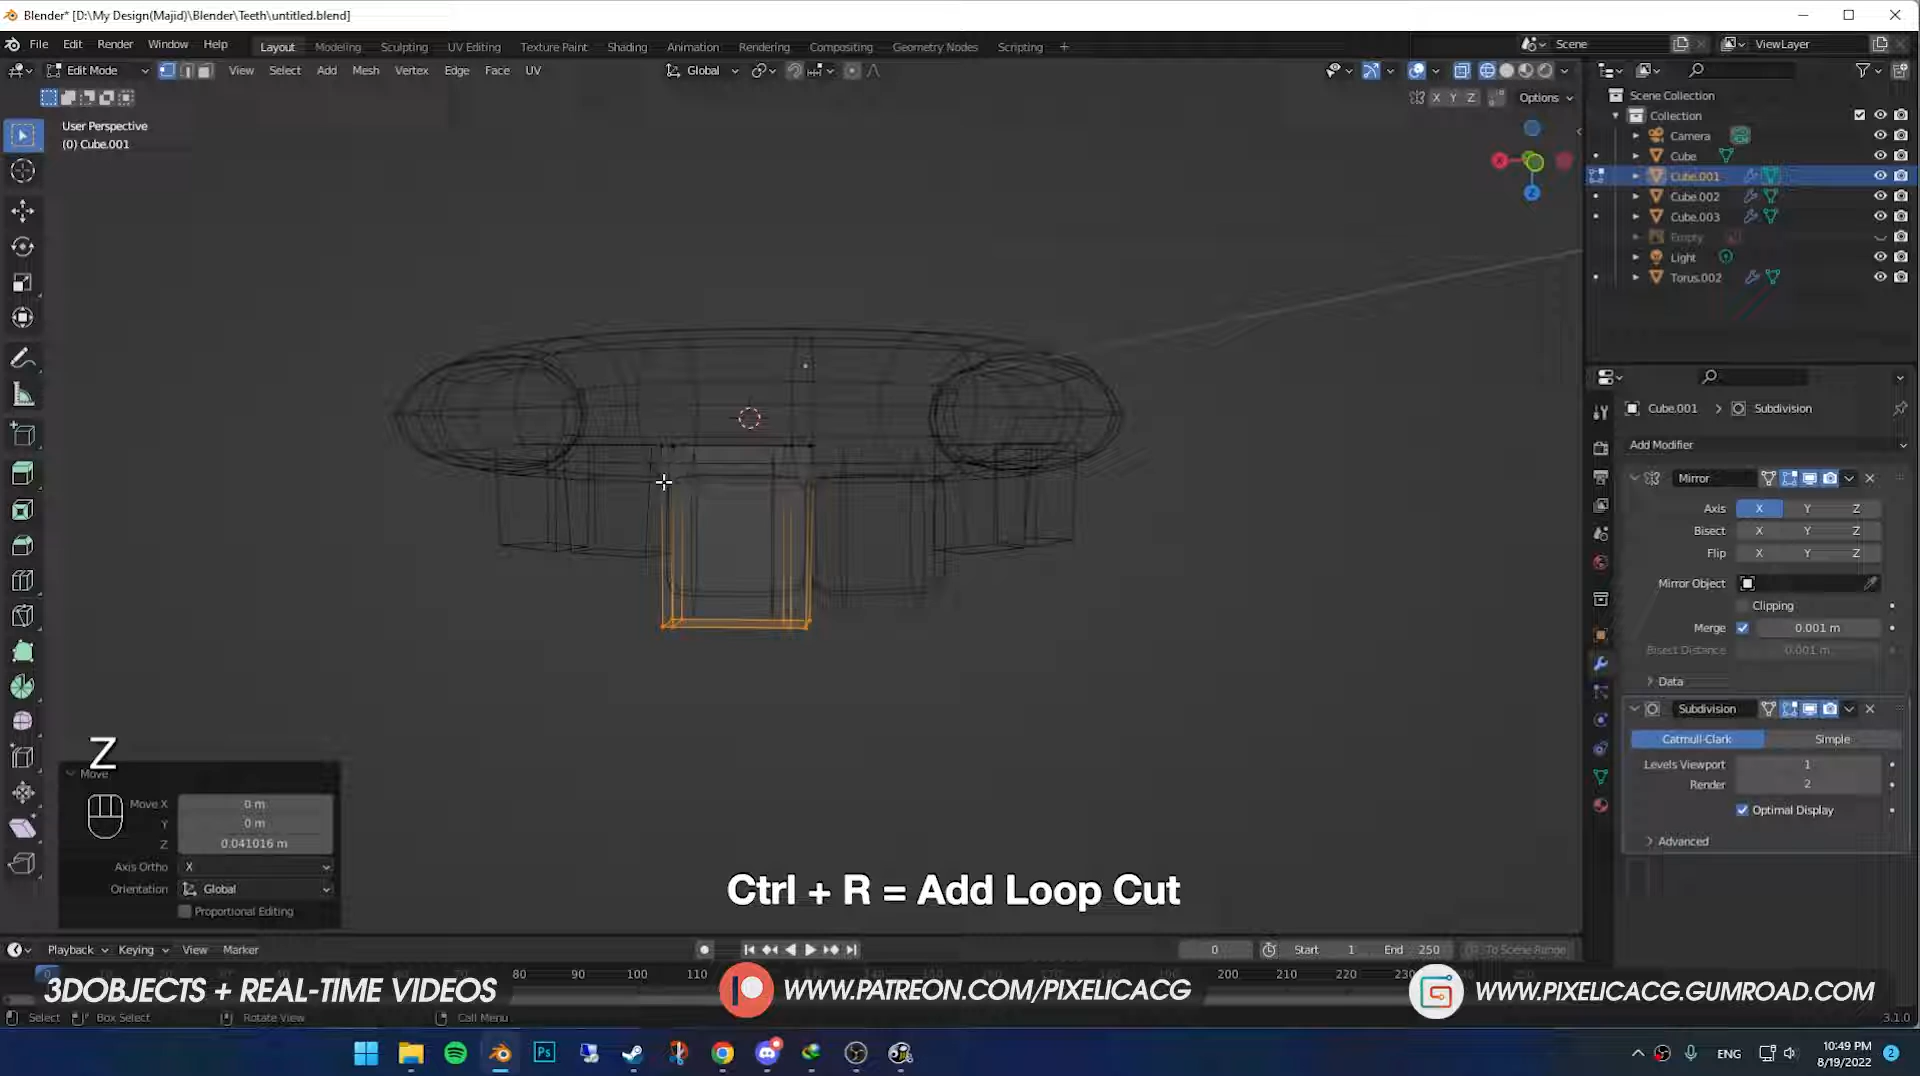 Blender* [D:\My Design(Majid)\Blender\Teeth\untitled.blend]
File Edit Render Window Help Layout Modeling Sculpting UV Editing Texture Paint Shading Animation Rendering Compositing Geometry Nodes Scripting + Scene ViewLayer
Edit Mode View Select Add Mesh Vertex Edge Face UV Global
X Y Z Options
User Perspective
(0) Cube.001
Scene Collection
Collection
Camera
Cube
Cube.001
Cube.002
Cube.003
Empty
Light
Torus.002
X
Z
Cube.001 > Subdivision
Add Modifier
Mirror
Axis X Y Z
Bisect X Y Z
Flip X Y Z
Mirror Object
Clipping
Merge 0.001 m
Bisect Distance 0.001 m
Data
Subdivision
Catmull-Clark Simple
Levels Viewport 1
Render 2
Optimal Display
Advanced
Z
Move
Move X 0 m
Y 0 m
Z 0.041016 m
Axis Ortho X
Orientation Global
Proportional Editing
Ctrl + R = Add Loop Cut
Playback Keying View Marker 0 Start 1 End 250 To Scene Range
0 80 90 100 110 200 210 220 230 240
3DOBJECTS + REAL-TIME VIDEOS WWW.PATREON.COM/PIXELICACG WWW.PIXELICACG.GUMROAD.COM
Select Box Select Rotate View Call Menu 3.1.0
Ps ENG 10:49 PM 2
8/19/2022